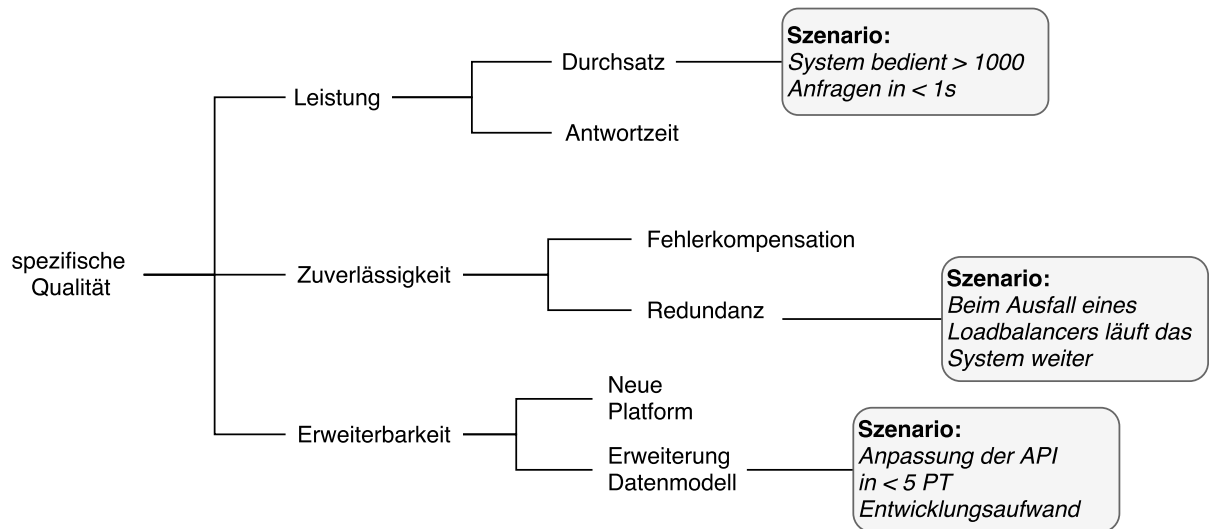 Szenario:
System bedient > 1000
Anfragen in < 1s
Durchsatz
Leistung
Antwortzeit
spezifische
Qualität
Zuverlässigkeit
Fehlerkompensation
Redundanz
Szenario:
Beim Ausfall eines
Loadbalancers läuft das
System weiter
Erweiterbarkeit
Neue
Platform
Erweiterung
Datenmodell
Szenario:
Anpassung der API
in < 5 PT
Entwicklungsaufwand